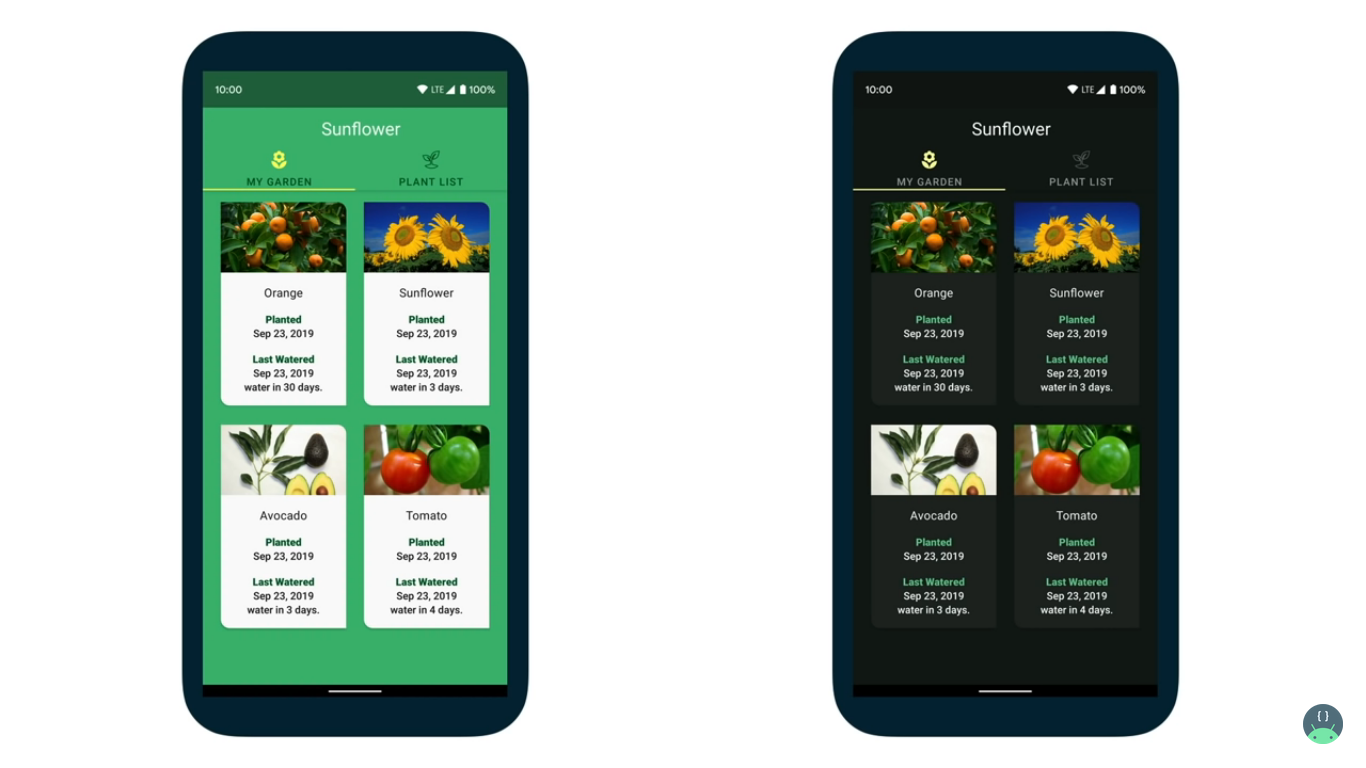 10:00 LTE 100%
Sunflower
MY GARDEN PLANT LIST
Orange
Planted
Sep 23, 2019
Last Watered
Sep 23, 2019
water in 30 days.
Sunflower
Planted
Sep 23, 2019
Last Watered
Sep 23, 2019
water in 3 days.
Avocado
Planted
Sep 23, 2019
Last Watered
Sep 23, 2019
water in 3 days.
Tomato
Planted
Sep 23, 2019
Last Watered
Sep 23, 2019
water in 4 days.
10:00 LTE 100%
Sunflower
MY GARDEN PLANT LIST
Orange
Planted
Sep 23, 2019
Last Watered
Sep 23, 2019
water in 30 days.
Sunflower
Planted
Sep 23, 2019
Last Watered
Sep 23, 2019
water in 3 days.
Avocado
Planted
Sep 23, 2019
Last Watered
Sep 23, 2019
water in 3 days.
Tomato
Planted
Sep 23, 2019
Last Watered
Sep 23, 2019
water in 4 days.
{ }